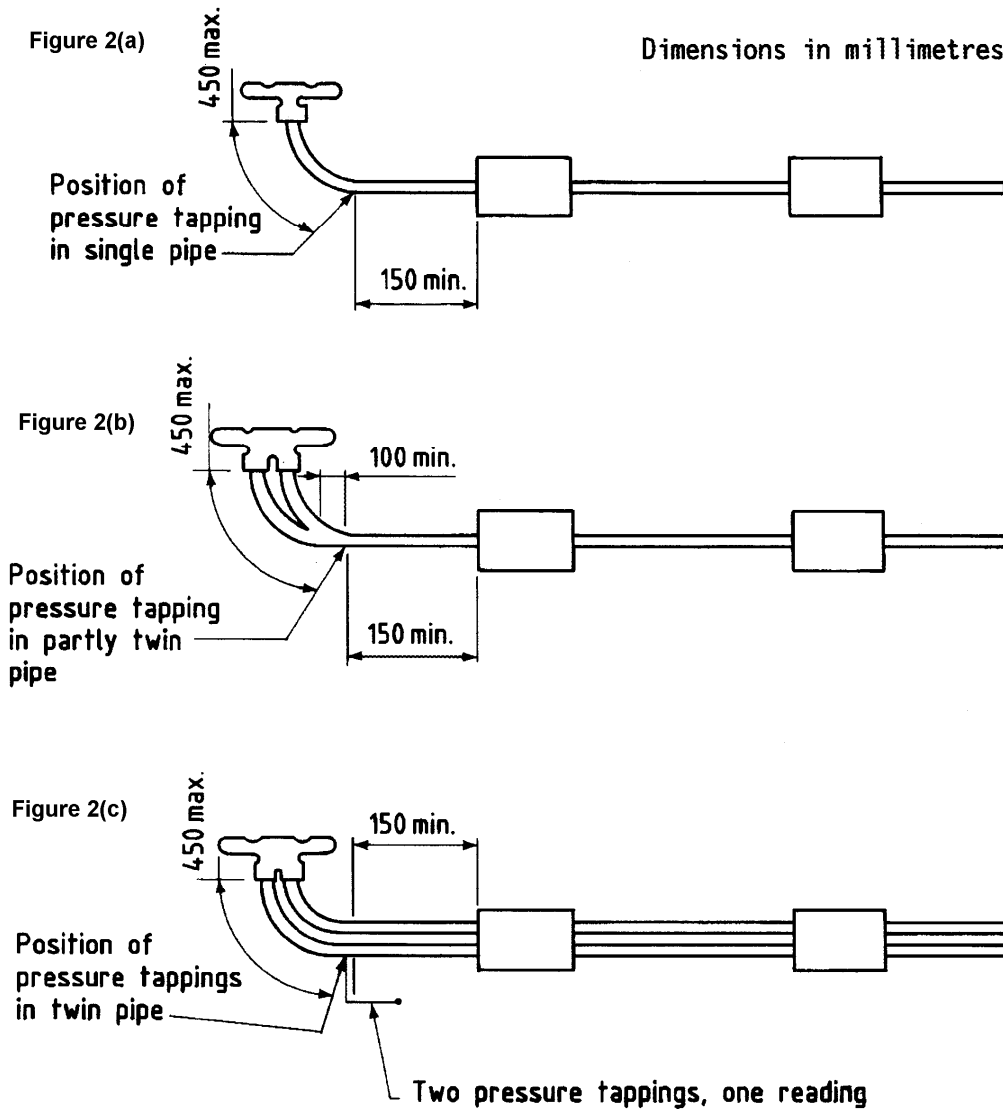 Figure 2(a)
Dimensions in millimetres
450 max.
Position of
pressure tapping
in single pipe
150 min.
Figure 2(b)
450 max.
100 min.
Position of
pressure tapping
in partly twin
pipe
150 min.
Figure 2(c)
450 max.
150 min.
Position of
pressure tappings
in twin pipe
Two pressure tappings, one reading